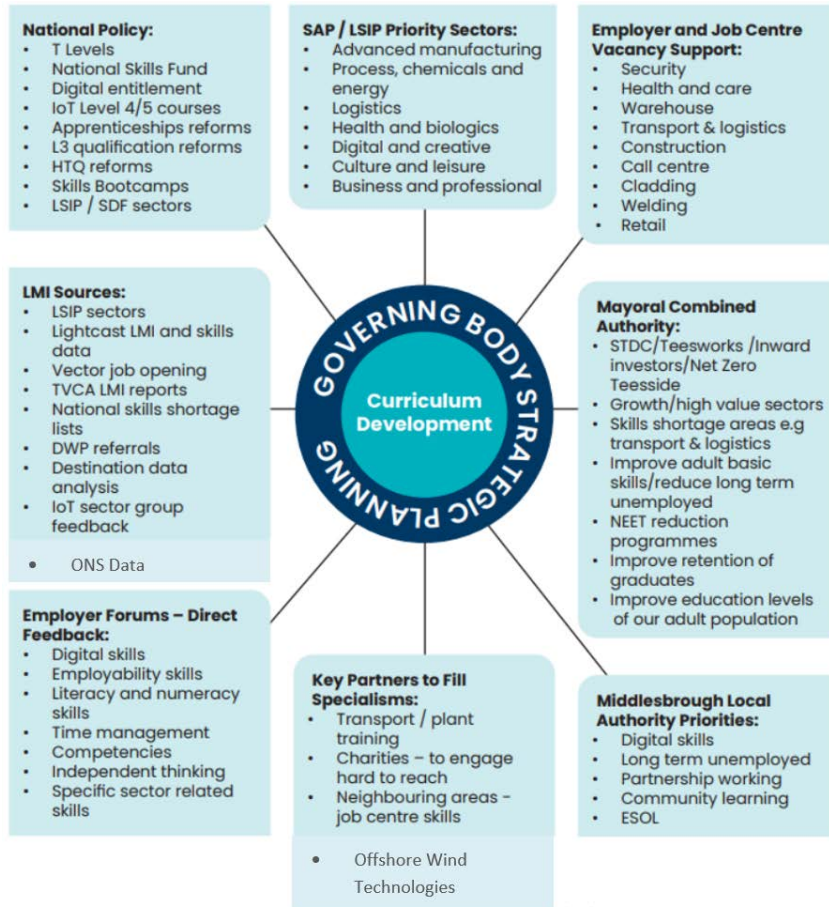 National Policy:
• T Levels
• National Skills Fund
• Digital entitlement
• IoT Level 4/5 courses
• Apprenticeships reforms
• L3 qualification reforms
• HTQ reforms
• Skills Bootcamps
• LSIP / SDF sectors
SAP / LSIP Priority Sectors:
• Advanced manufacturing
• Process, chemicals and
energy
• Logistics
• Health and biologics
• Digital and creative
• Culture and leisure
• Business and professional
Employer and Job Centre
Vacancy Support:
• Security
• Health and care
• Warehouse
• Transport & logistics
• Construction
• Call centre
• Cladding
• Welding
• Retail
LMI Sources:
• LSIP sectors
• Lightcast LMI and skills
data
• Vector job opening
• TVCA LMI reports
• National skills shortage
lists
• DWP referrals
• Destination data
analysis
• IoT sector group
feedback
• ONS Data
GOVERNING BODY STRATEGIC PLANNING
Curriculum
Development
Mayoral Combined
Authority:
• STDC/Teesworks /Inward
investors/Net Zero
Teesside
• Growth/high value sectors
• Skills shortage areas e.g
transport & logistics
• Improve adult basic
skills/reduce long term
unemployed
• NEET reduction
programmes
• Improve retention of
graduates
• Improve education levels
of our adult population
Employer Forums – Direct
Feedback:
• Digital skills
• Employability skills
• Literacy and numeracy
skills
• Time management
• Competencies
• Independent thinking
• Specific sector related
skills
Key Partners to Fill
Specialisms:
• Transport / plant
training
• Charities – to engage
hard to reach
• Neighbouring areas -
job centre skills
• Offshore Wind
Technologies
Middlesbrough Local
Authority Priorities:
• Digital skills
• Long term unemployed
• Partnership working
• Community learning
• ESOL